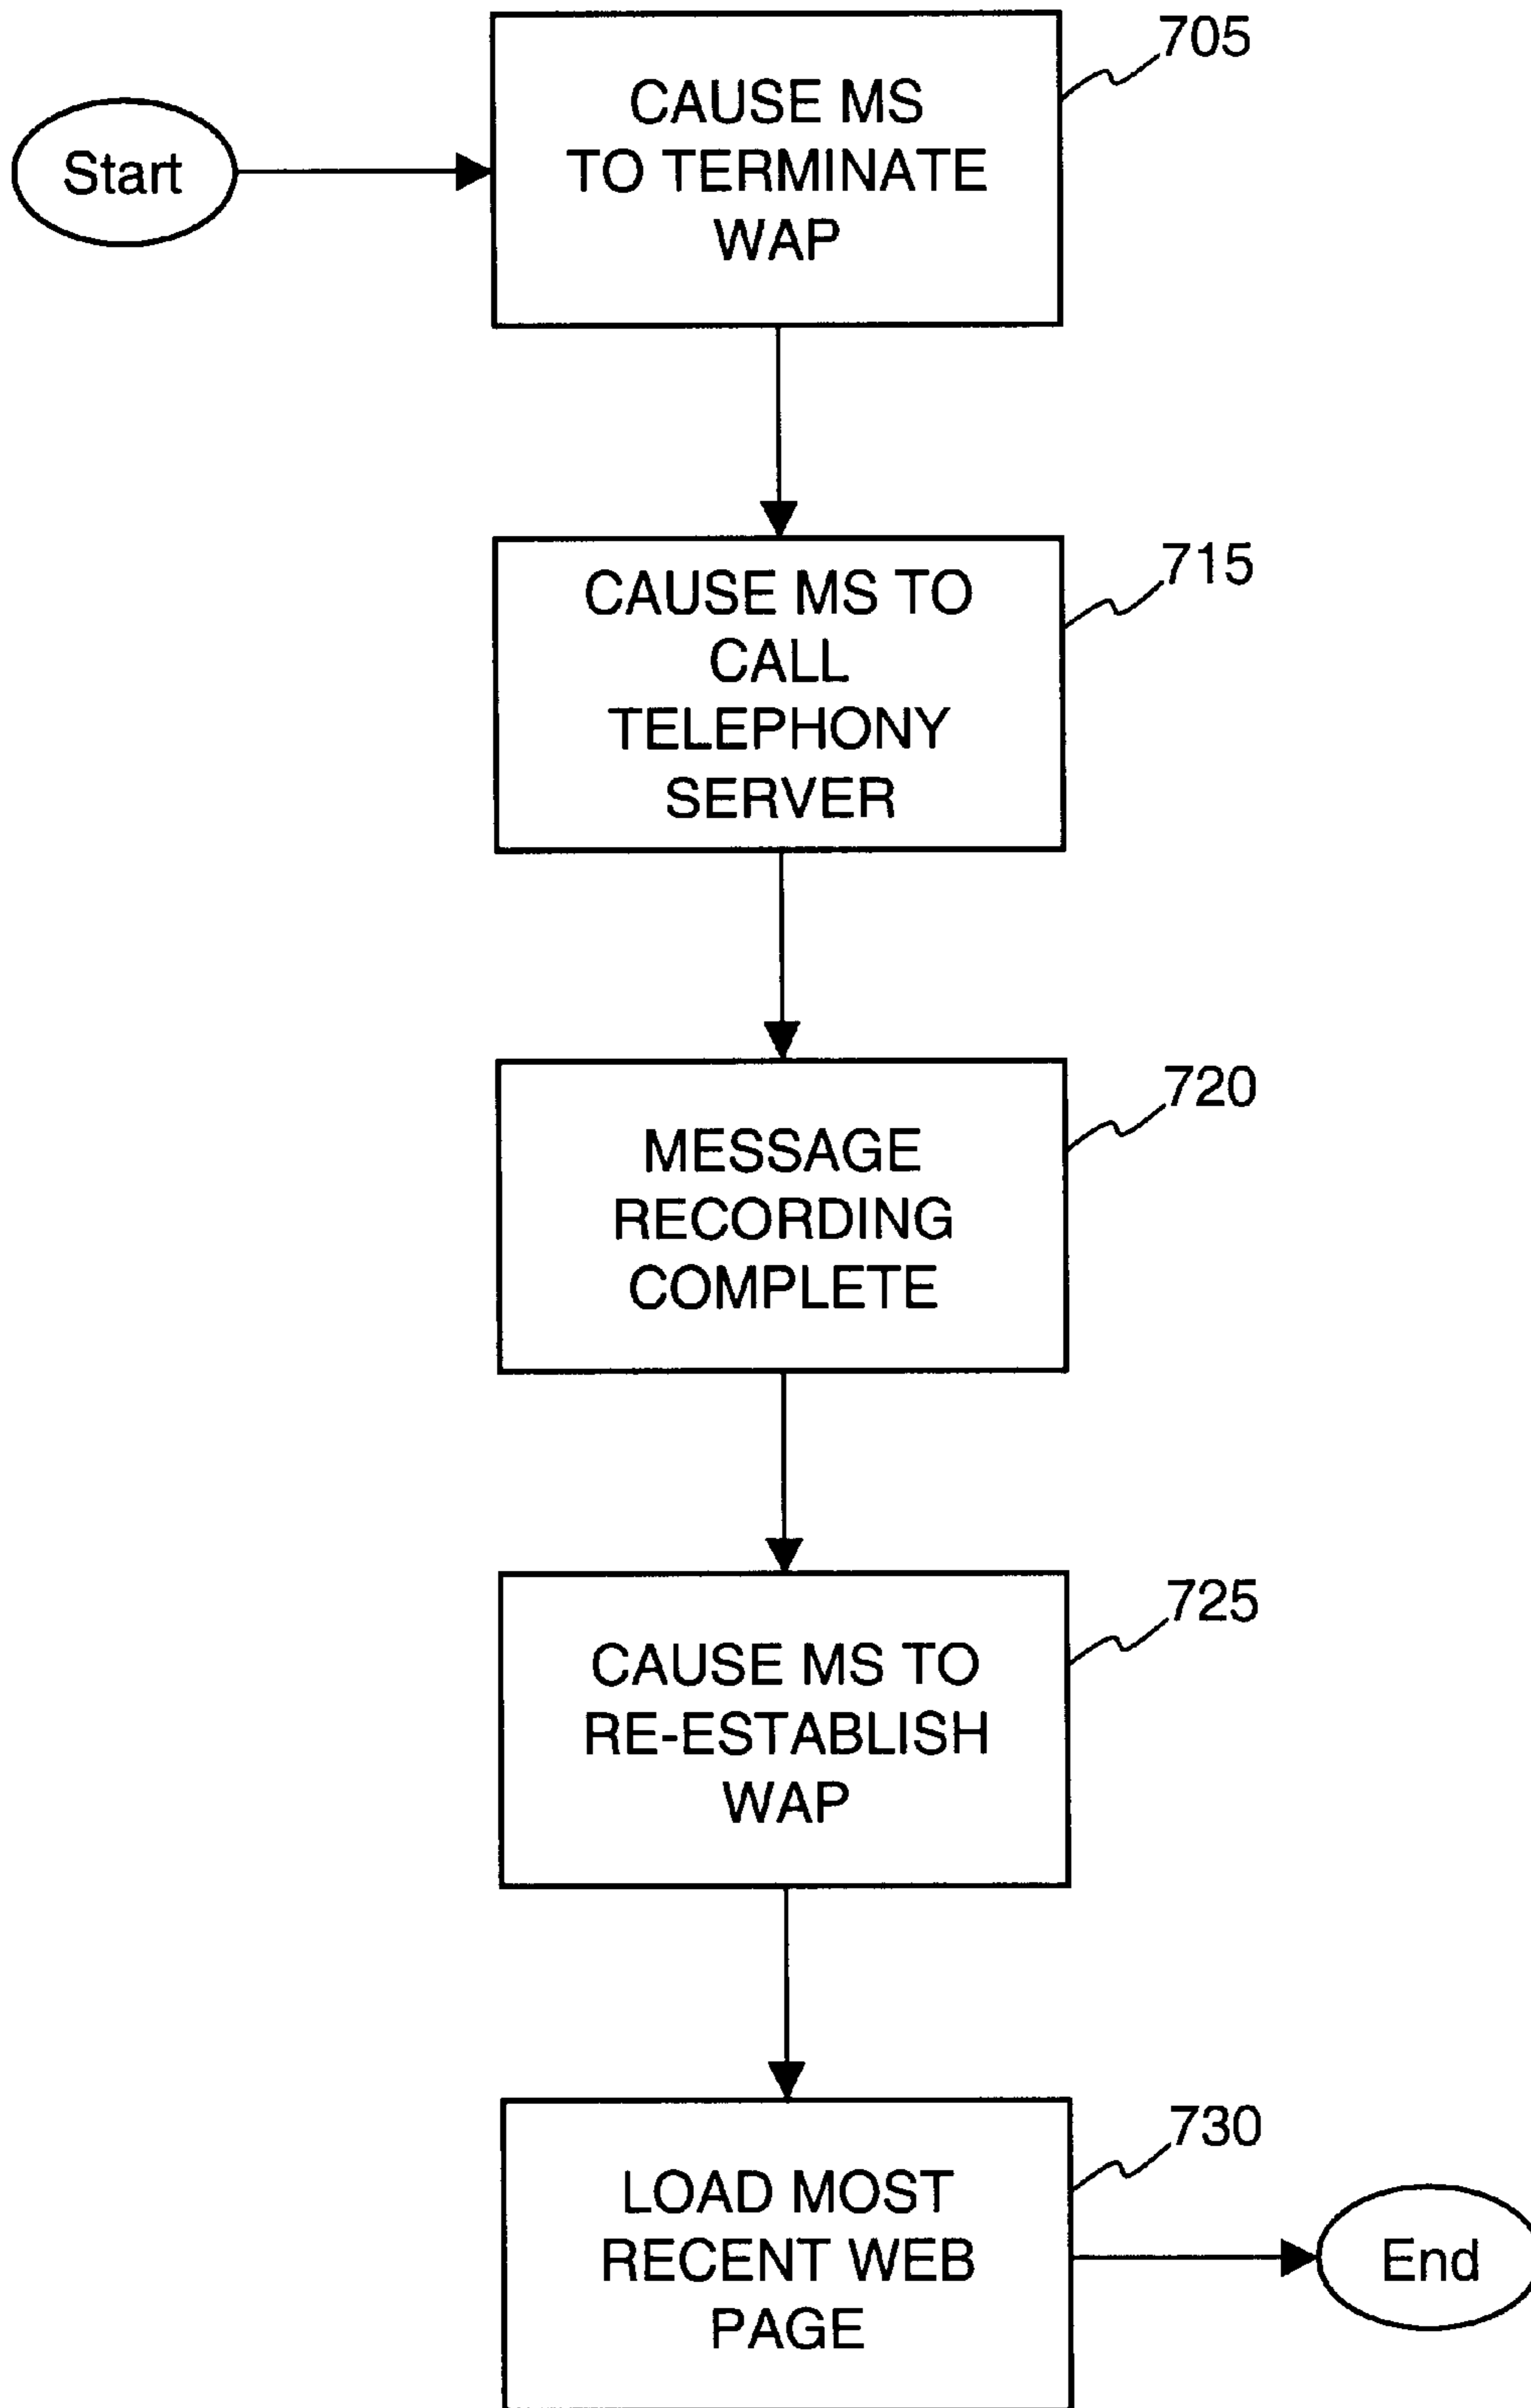 705
Start
CAUSE MS
TO TERMINATE
WAP
715
CAUSE MS TO
CALL
TELEPHONY
SERVER
720
MESSAGE
RECORDING
COMPLETE
725
CAUSE MS TO
RE-ESTABLISH
WAP
730
LOAD MOST
RECENT WEB
PAGE
End